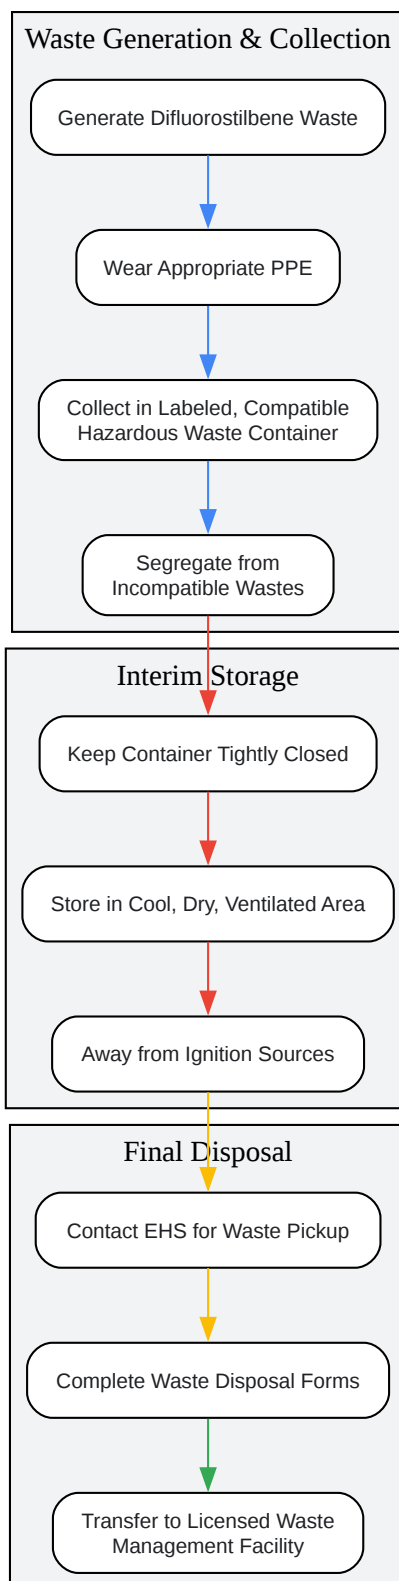 Waste Generation & Collection
Generate Difluorostilbene Waste
Wear Appropriate PPE
Collect in Labeled, Compatible
Hazardous Waste Container
Segregate from
Incompatible Wastes
Interim Storage
Keep Container Tightly Closed
Store in Cool, Dry, Ventilated Area
Away from Ignition Sources
Final Disposal
Contact EHS for Waste Pickup
Complete Waste Disposal Forms
Transfer to Licensed Waste
Management Facility